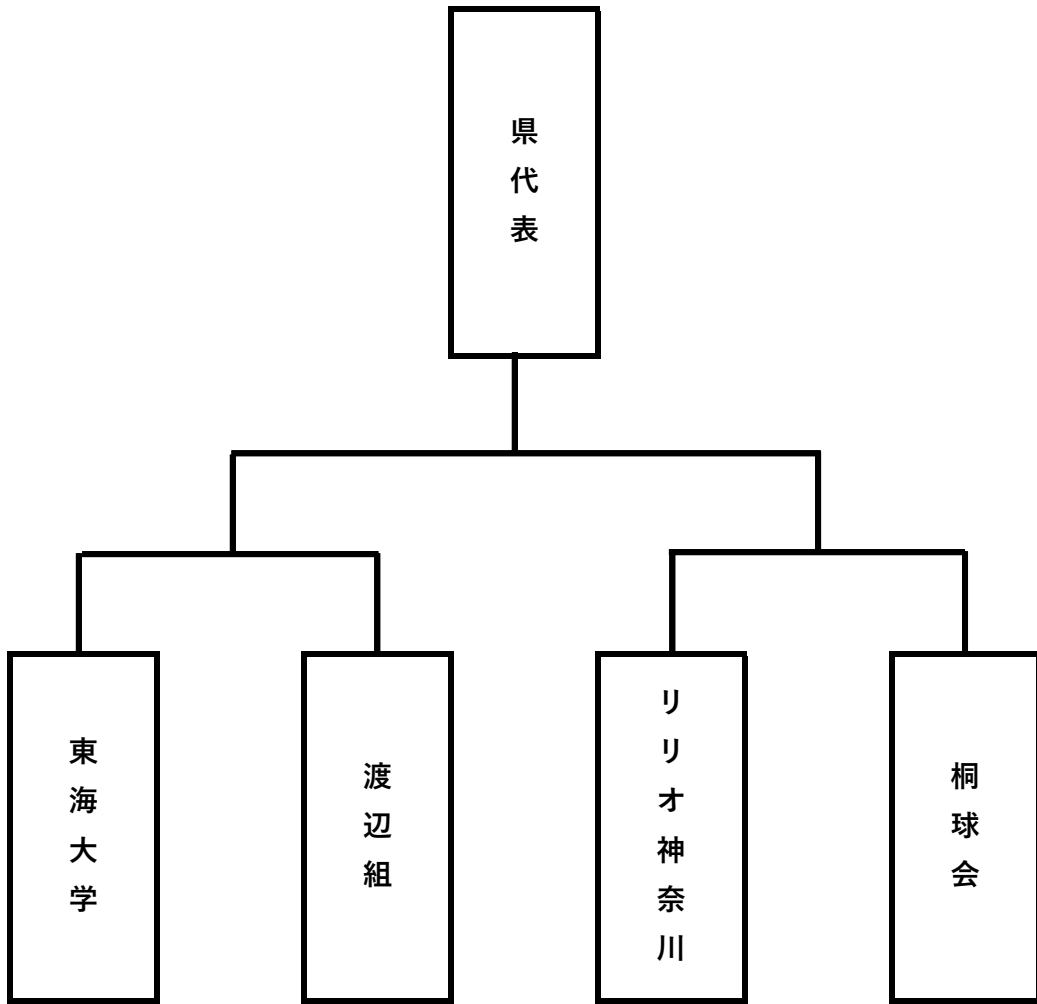 県代表
東海大学
渡辺組
リリオ神奈川
桐球会